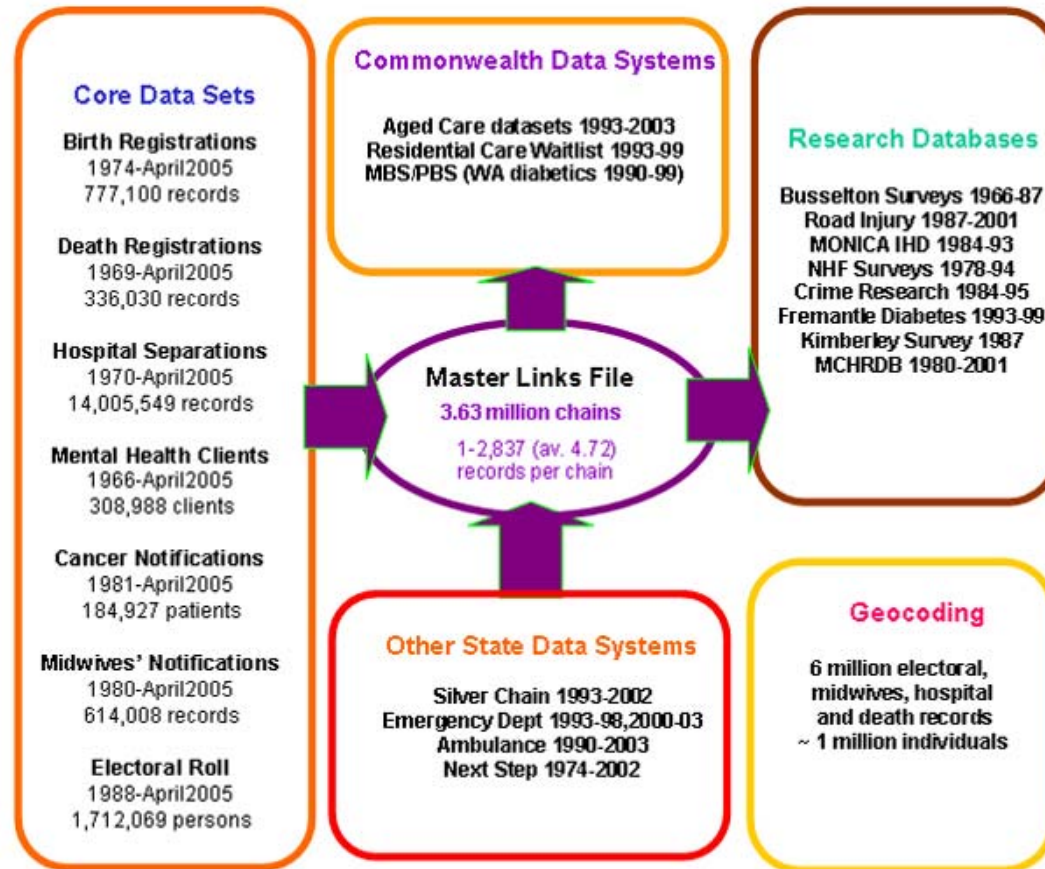 Core Data Sets
Birth Registrations
1974-April2005
777,100 records
Death Registrations
1969-April2005
336,030 records
Hospital Separations
1970-April2005
14,005,549 records
Mental Health Clients
1966-April2005
308,988 clients
Cancer Notifications
1981-April2005
184,927 patients
Midwives' Notifications
1980-April2005
614,008 records
Electoral Roll
1988-April2005
1,712,069 persons
Commonwealth Data Systems
Aged Care datasets 1993-2003
Residential Care Waitlist 1993-99
MBS/PBS (WA diabetics 1990-99)
Master Links File
3.63 million chains
1-2,837 (av. 4.72)
records per chain
Other State Data Systems
Silver Chain 1993-2002
Emergency Dept 1993-98,2000-03
Ambulance 1990-2003
Next Step 1974-2002
Research Databases
Busselton Surveys 1966-87
Road Injury 1987-2001
MONICA IHD 1984-93
NHF Surveys 1978-94
Crime Research 1984-95
Fremantle Diabetes 1993-99
Kimberley Survey 1987
MCHRDB 1980-2001
Geocoding
6 million electoral,
midwives, hospital
and death records
~ 1 million individuals